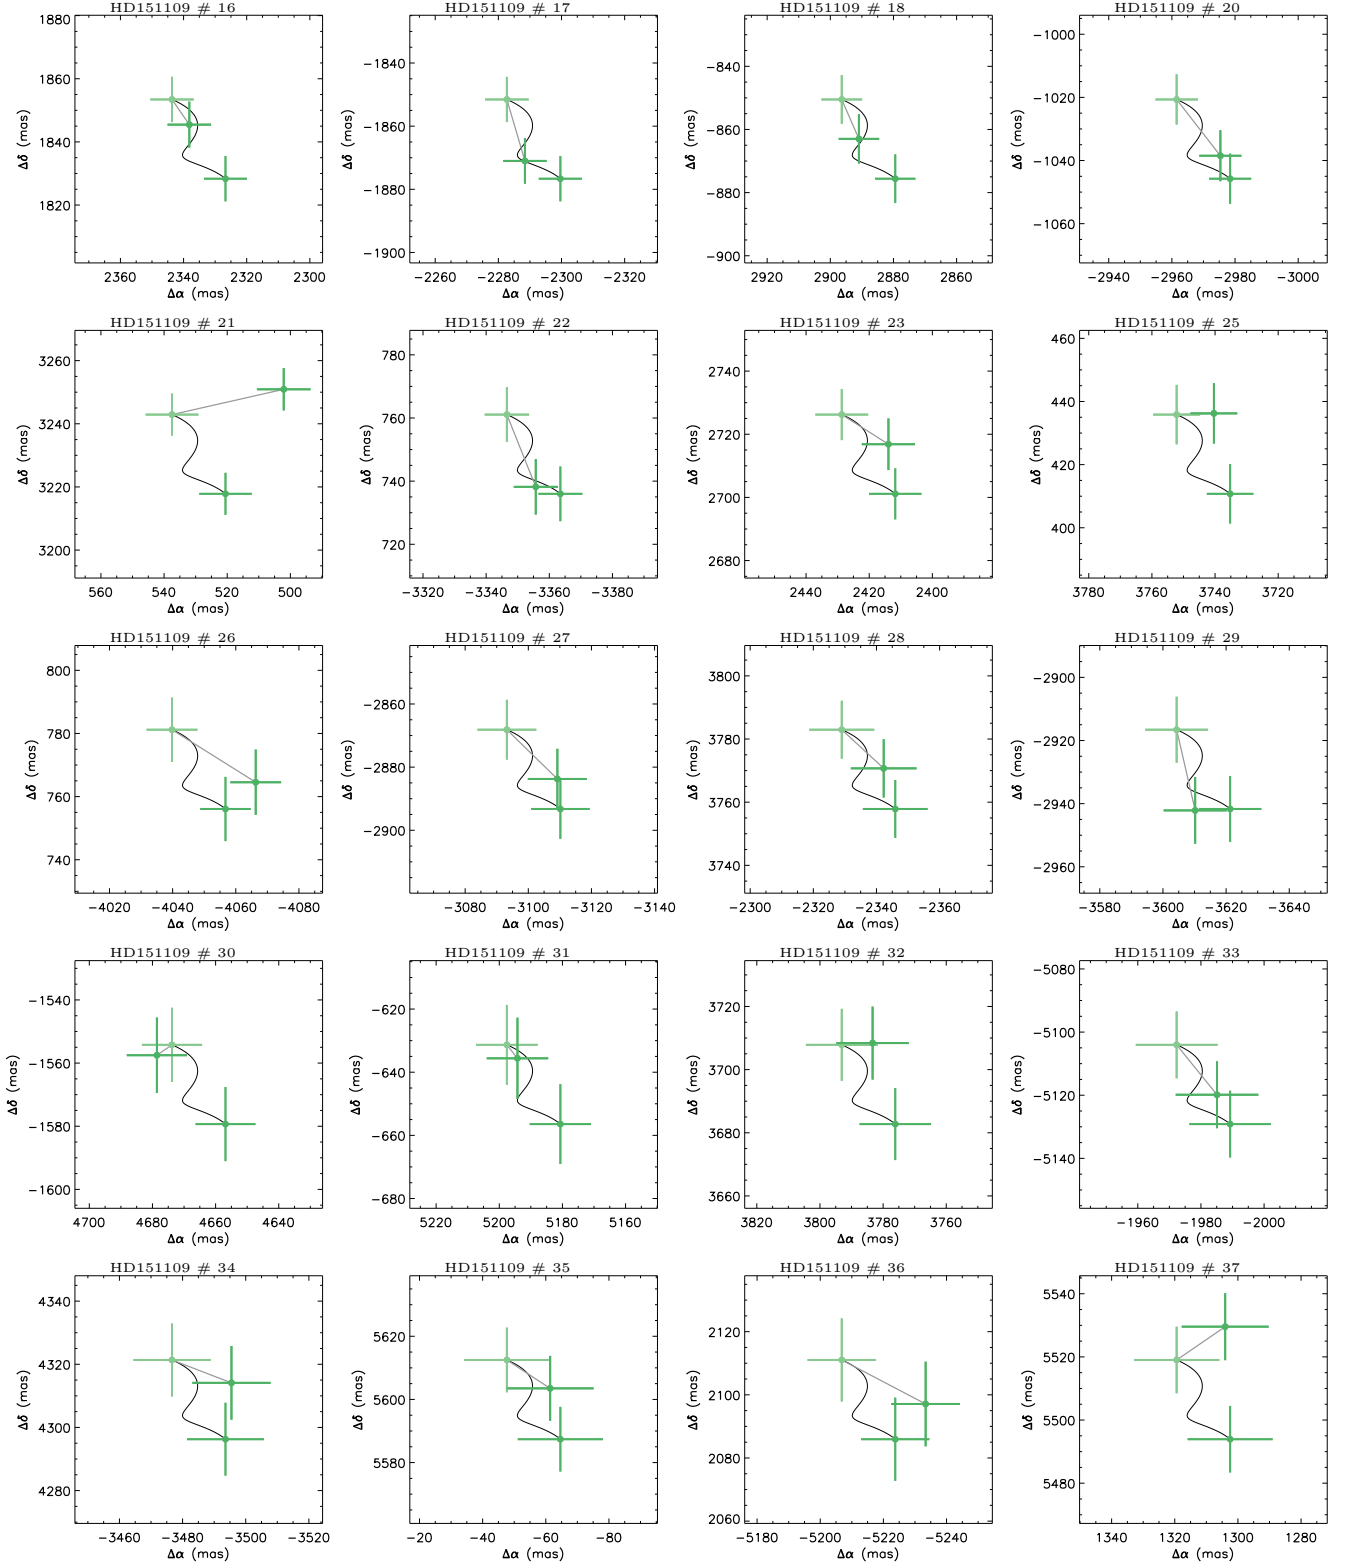 HD151109 # 16 HD151109 # 17 HD151109 # 18 HD151109 # 20
1880 1860 1840 1820 Δδ (mas) 2360 2340 2320 2300 Δα (mas)
−1840 −1860 −1880 −1900 Δδ (mas) −2260 −2280 −2300 −2320 Δα (mas)
−840 −860 −880 −900 Δδ (mas) 2920 2900 2880 2860 Δα (mas)
−1000 −1020 −1040 −1060 Δδ (mas) −2940 −2960 −2980 −3000 Δα (mas)
HD151109 # 21 HD151109 # 22 HD151109 # 23 HD151109 # 25
3260 3240 3220 3200 Δδ (mas) 560 540 520 500 Δα (mas)
780 760 740 720 Δδ (mas) −3320 −3340 −3360 −3380 Δα (mas)
2740 2720 2700 2680 Δδ (mas) 2440 2420 2400 Δα (mas)
460 440 420 400 Δδ (mas) 3780 3760 3740 3720 Δα (mas)
HD151109 # 26 HD151109 # 27 HD151109 # 28 HD151109 # 29
800 780 760 740 Δδ (mas) −4020 −4040 −4060 −4080 Δα (mas)
−2860 −2880 −2900 Δδ (mas) −3080 −3100 −3120 −3140 Δα (mas)
3800 3780 3760 3740 Δδ (mas) −2300 −2320 −2340 −2360 Δα (mas)
−2900 −2920 −2940 −2960 Δδ (mas) −3580 −3600 −3620 −3640 Δα (mas)
HD151109 # 30 HD151109 # 31 HD151109 # 32 HD151109 # 33
−1540 −1560 −1580 −1600 Δδ (mas) 4700 4680 4660 4640 Δα (mas)
−620 −640 −660 −680 Δδ (mas) 5220 5200 5180 5160 Δα (mas)
3720 3700 3680 3660 Δδ (mas) 3820 3800 3780 3760 Δα (mas)
−5080 −5100 −5120 −5140 Δδ (mas) −1960 −1980 −2000 Δα (mas)
HD151109 # 34 HD151109 # 35 HD151109 # 36 HD151109 # 37
4340 4320 4300 4280 Δδ (mas) −3460 −3480 −3500 −3520 Δα (mas)
5620 5600 5580 Δδ (mas) −20 −40 −60 −80 Δα (mas)
2120 2100 2080 2060 Δδ (mas) −5180 −5200 −5220 −5240 Δα (mas)
5540 5520 5500 5480 Δδ (mas) 1340 1320 1300 1280 Δα (mas)